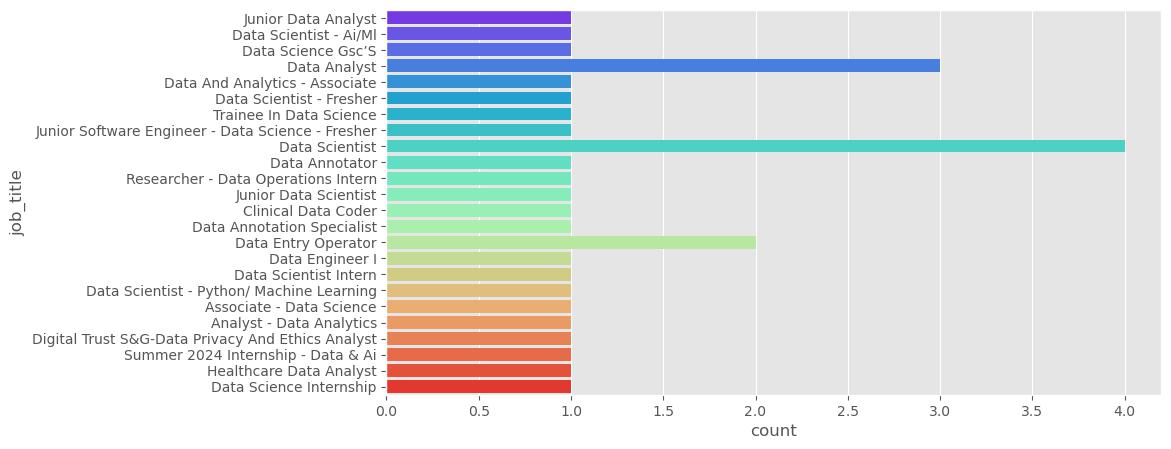 Junior Data Analyst
Data Scientist - Ai/Ml
Data Science Gsc’S
Data Analyst
Data And Analytics - Associate
Data Scientist - Fresher
Trainee In Data Science
Junior Software Engineer - Data Science - Fresher
Data Scientist
Data Annotator
Researcher - Data Operations Intern
Junior Data Scientist
Clinical Data Coder
Data Annotation Specialist
Data Entry Operator
Data Engineer I
Data Scientist Intern
Data Scientist - Python/ Machine Learning
Associate - Data Science
Analyst - Data Analytics
Digital Trust S&G-Data Privacy And Ethics Analyst
Summer 2024 Internship - Data & Ai
Healthcare Data Analyst
Data Science Internship
job_title
0.0 0.5 1.0 1.5 2.0 2.5 3.0 3.5 4.0
count